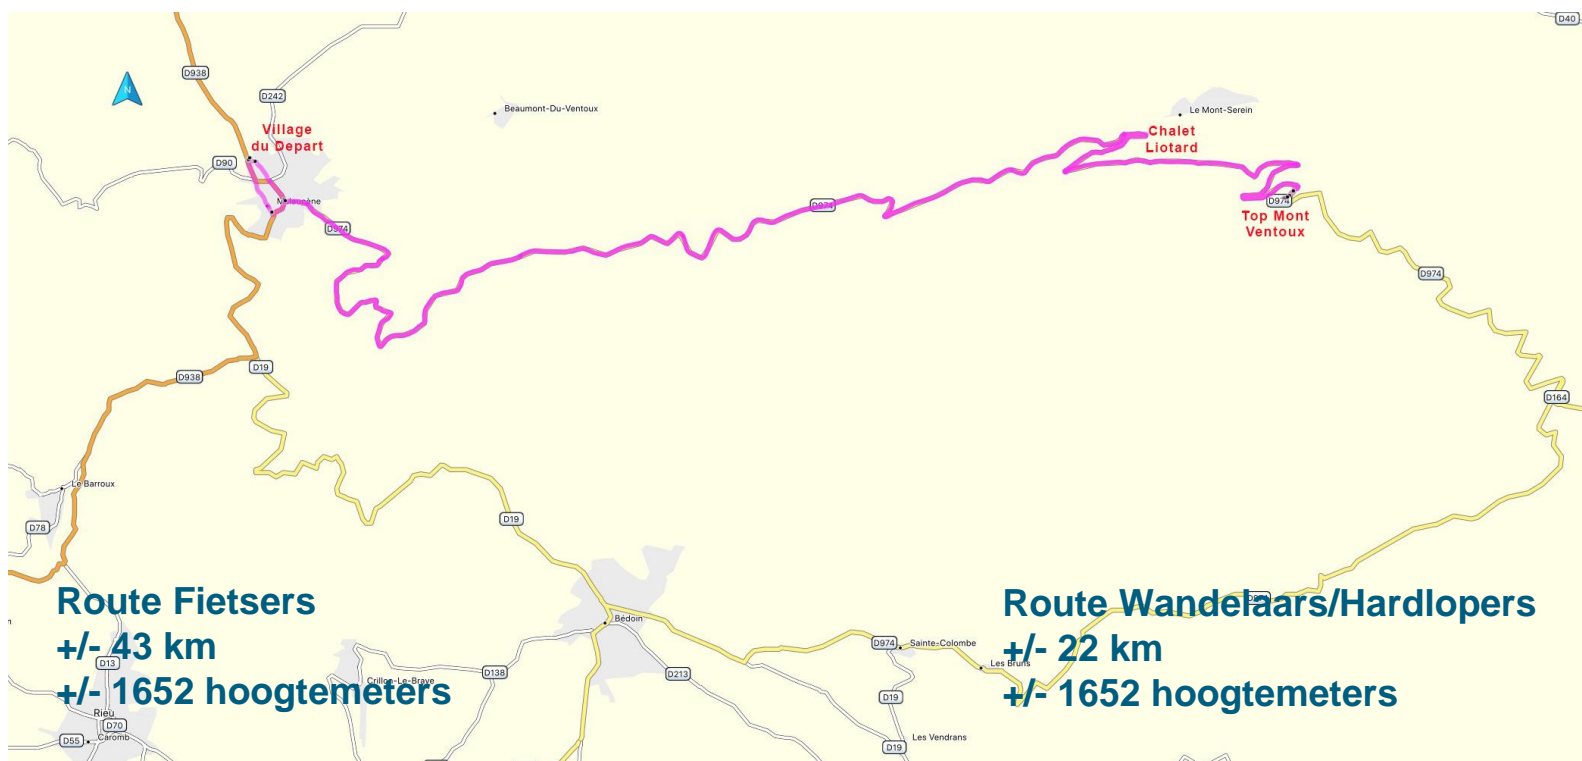 D40
D938
N
D242
Beaumont-Du-Ventoux
Le Mont-Serein
Village
du Depart
Chalet
Liotard
D90
D974
D974
D974
Top Mont
Ventoux
D974
D19
D938
D164
Le Barroux
D19
D78
Route Fietsers
+/- 43 km
+/- 1652 hoogtemeters
Route Wandelaars/Hardlopers
+/- 22 km
+/- 1652 hoogtemeters
Bédoin
D974
Sainte-Colombe
Les Bruns
D13
D138
D213
Crillon-Le-Brave
D19
Rieu
D70
D55
Caromb
Les Vendrans
D19